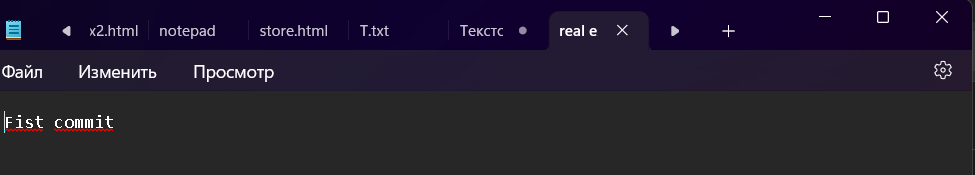 x2.html notepad store.html T.txt Текстс real e
Файл Изменить Просмотр
Fist commit